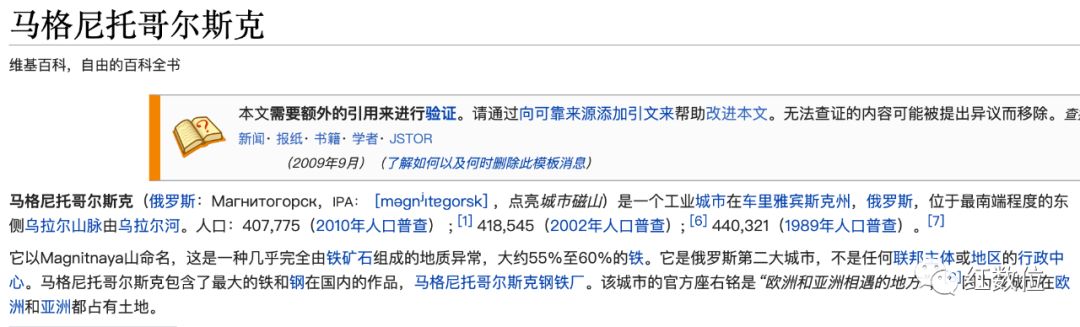 马格尼托哥尔斯克
维基百科，自由的百科全书
本文需要额外的引用来进行验证。请通过向可靠来源添加引文来帮助改进本文。无法查证的内容可能被提出异议而移除。
新闻· 报纸· 书籍· 学者· JSTOR
（2009年9月）（了解如何以及何时删除此模板消息）
马格尼托哥尔斯克（俄罗斯：Магнитогорск，IPA： [məɡnʲɪtɐˈɡorsk] ，点亮城市磁山）是一个工业城市在车里雅宾斯克州，俄罗斯，位于最南端程度的东
侧乌拉尔山脉由乌拉尔河。人口：407,775（2010年人口普查）；[1] 418,545（2002年人口普查）；[6] 440,321（1989年人口普查）。[7]
它以Magnitnaya山命名，这是一种几乎完全由铁矿石组成的地质异常，大约55%至60%的铁。它是俄罗斯第二大城市，不是任何联邦主体或地区的行政中
心。马格尼托哥尔斯克包含了最大的铁和钢在国内的作品，马格尼托哥尔斯克钢铁厂。该城市的官方座右铭是“欧洲和亚洲相遇的地方 城市在欧
洲和亚洲都占有土地。
红数位